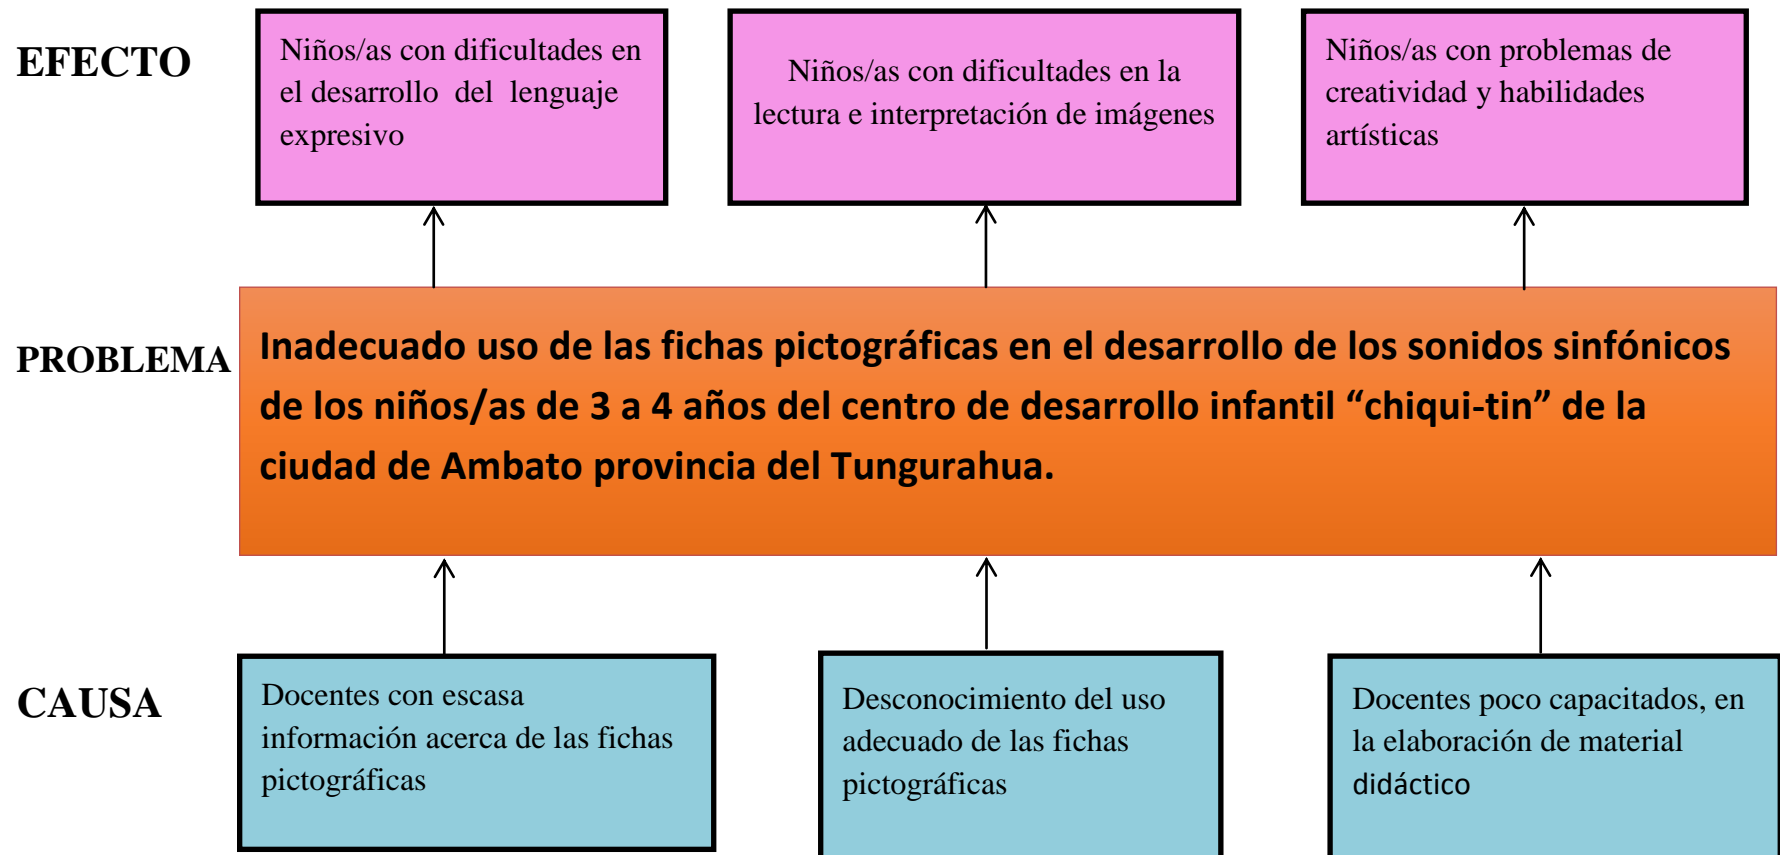 EFECTO
Niños/as con dificultades en
el desarrollo del lenguaje
expresivo
Niños/as con dificultades en la
lectura e interpretación de imágenes
Niños/as con problemas de
creatividad y habilidades
artísticas
PROBLEMA
Inadecuado uso de las fichas pictográficas en el desarrollo de los sonidos sinfónicos
de los niños/as de 3 a 4 años del centro de desarrollo infantil “chiqui-tin” de la
ciudad de Ambato provincia del Tungurahua.
CAUSA
Docentes con escasa
información acerca de las fichas
pictográficas
Desconocimiento del uso
adecuado de las fichas
pictográficas
Docentes poco capacitados, en
la elaboración de material
didáctico